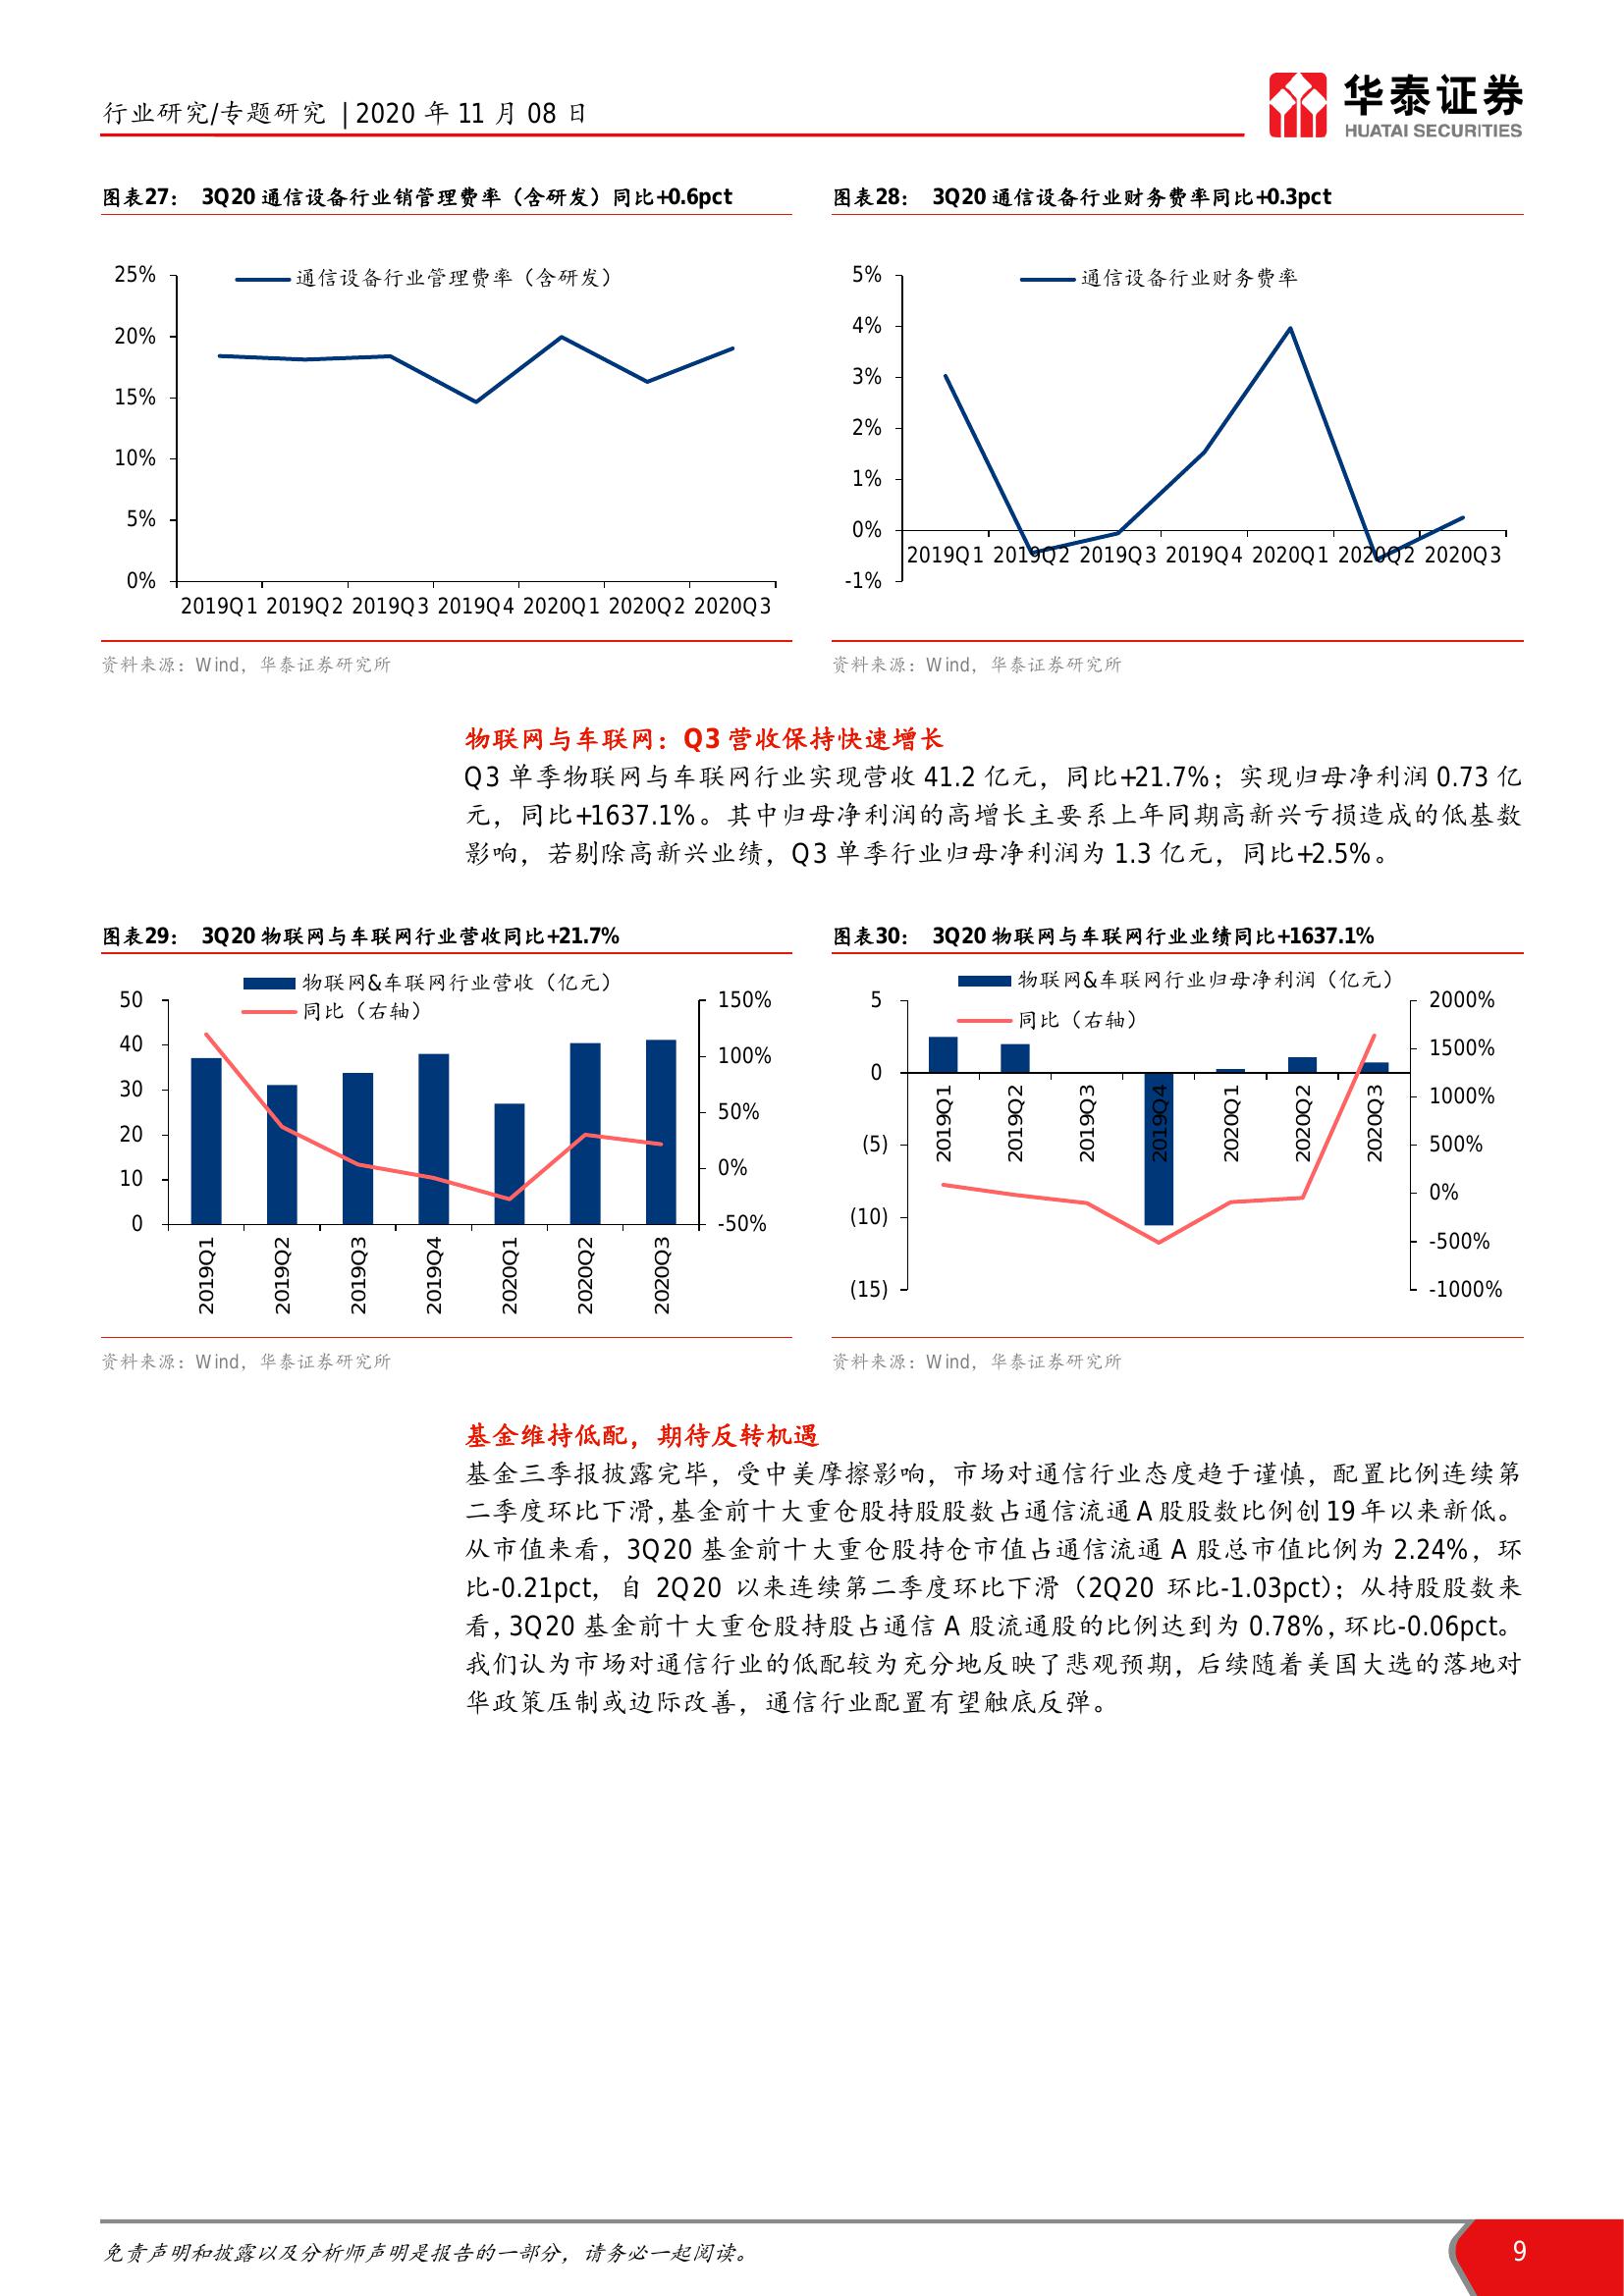 行业研究/专题研究 | 2020 年 11 月 08 日
华泰证券
HUATAI SECURITIES
图表27： 3Q20 通信设备行业销管理费率（含研发）同比+0.6pct
通信设备行业管理费率（含研发）
25%
20%
15%
10%
5%
0%
2019Q1 2019Q2 2019Q3 2019Q4 2020Q1 2020Q2 2020Q3
资料来源：Wind，华泰证券研究所
图表28： 3Q20 通信设备行业财务费率同比+0.3pct
通信设备行业财务费率
5%
4%
3%
2%
1%
0%
-1%
2019Q1 2019Q2 2019Q3 2019Q4 2020Q1 2020Q2 2020Q3
资料来源：Wind，华泰证券研究所
物联网与车联网：Q3 营收保持快速增长
Q3 单季物联网与车联网行业实现营收 41.2 亿元，同比+21.7%；实现归母净利润 0.73 亿
元，同比+1637.1%。其中归母净利润的高增长主要系上年同期高新兴亏损造成的低基数
影响，若剔除高新兴业绩，Q3 单季行业归母净利润为 1.3 亿元，同比+2.5%。
图表29： 3Q20 物联网与车联网行业营收同比+21.7%
物联网&车联网行业营收（亿元）
同比（右轴）
50
40
30
20
10
0
150%
100%
50%
0%
-50%
2019Q1 2019Q2 2019Q3 2019Q4 2020Q1 2020Q2 2020Q3
资料来源：Wind，华泰证券研究所
图表30： 3Q20 物联网与车联网行业业绩同比+1637.1%
物联网&车联网行业归母净利润（亿元）
同比（右轴）
5
0
(5)
(10)
(15)
2000%
1500%
1000%
500%
0%
-500%
-1000%
2019Q1 2019Q2 2019Q3 2019Q4 2020Q1 2020Q2 2020Q3
资料来源：Wind，华泰证券研究所
基金维持低配，期待反转机遇
基金三季报披露完毕，受中美摩擦影响，市场对通信行业态度趋于谨慎，配置比例连续第
二季度环比下滑，基金前十大重仓股持股股数占通信流通 A 股股数比例创 19 年以来新低。
从市值来看，3Q20 基金前十大重仓股持仓市值占通信流通 A 股总市值比例为 2.24%，环
比-0.21pct，自 2Q20 以来连续第二季度环比下滑（2Q20 环比-1.03pct）；从持股股数来
看，3Q20 基金前十大重仓股持股占通信 A 股流通股的比例达到为 0.78%，环比-0.06pct。
我们认为市场对通信行业的低配较为充分地反映了悲观预期，后续随着美国大选的落地对
华政策压制或边际改善，通信行业配置有望触底反弹。
免责声明和披露以及分析师声明是报告的一部分，请务必一起阅读。
9